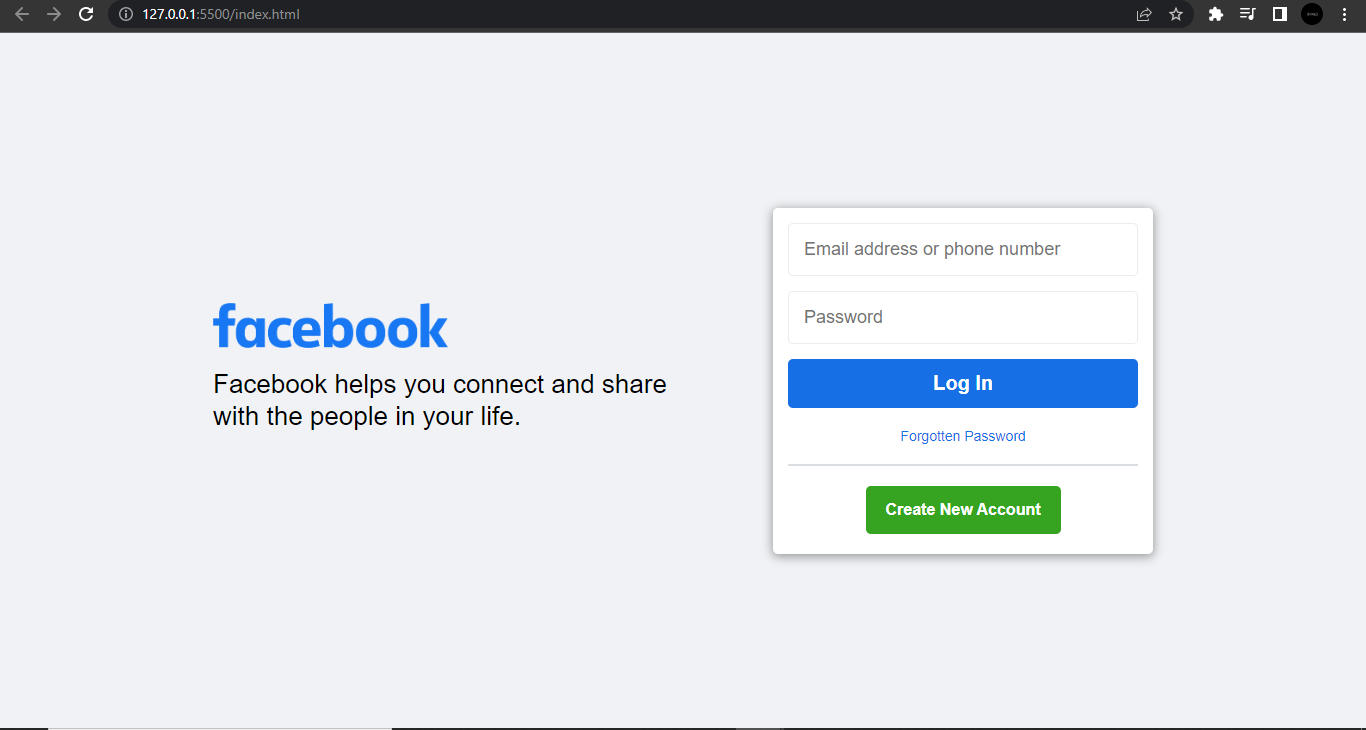 127.0.0.1:5500/index.html
facebook
Facebook helps you connect and share
with the people in your life.
Email address or phone number
Password
Log In
Forgotten Password
Create New Account